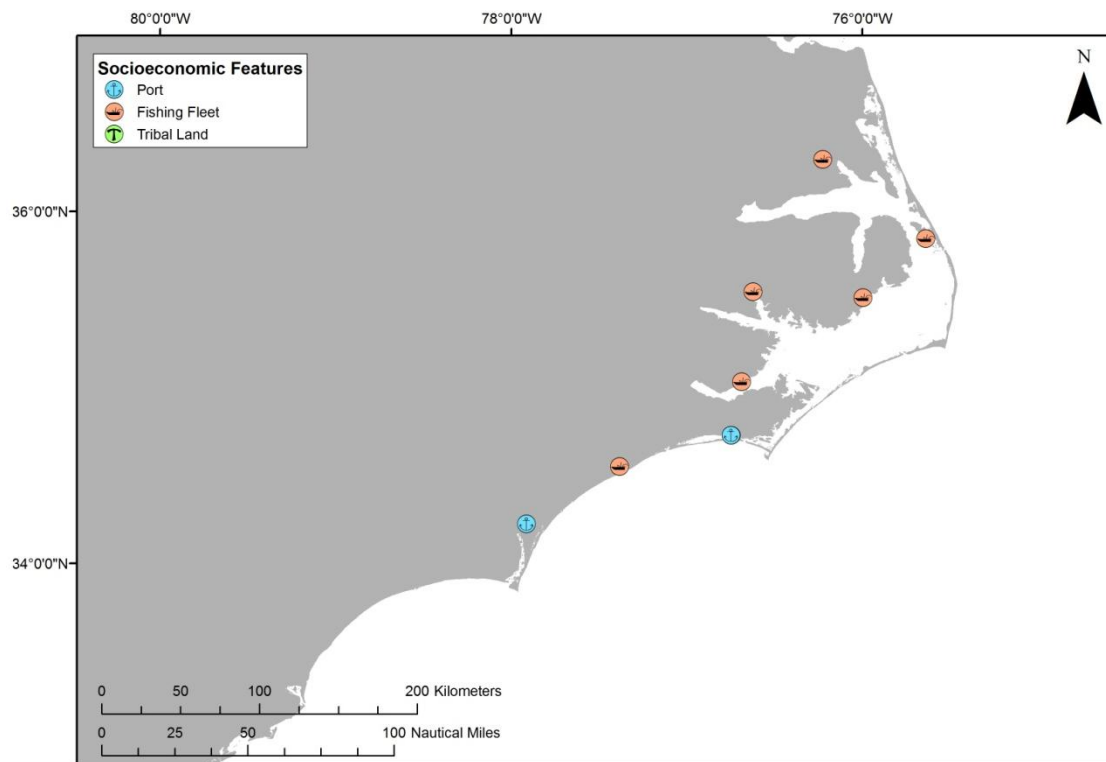 80°0'0"W 78°0'0"W 76°0'0"W
N
Socioeconomic Features
Port
Fishing Fleet
Tribal Land
36°0'0"N
34°0'0"N
0 50 100 200 Kilometers
0 25 50 100 Nautical Miles